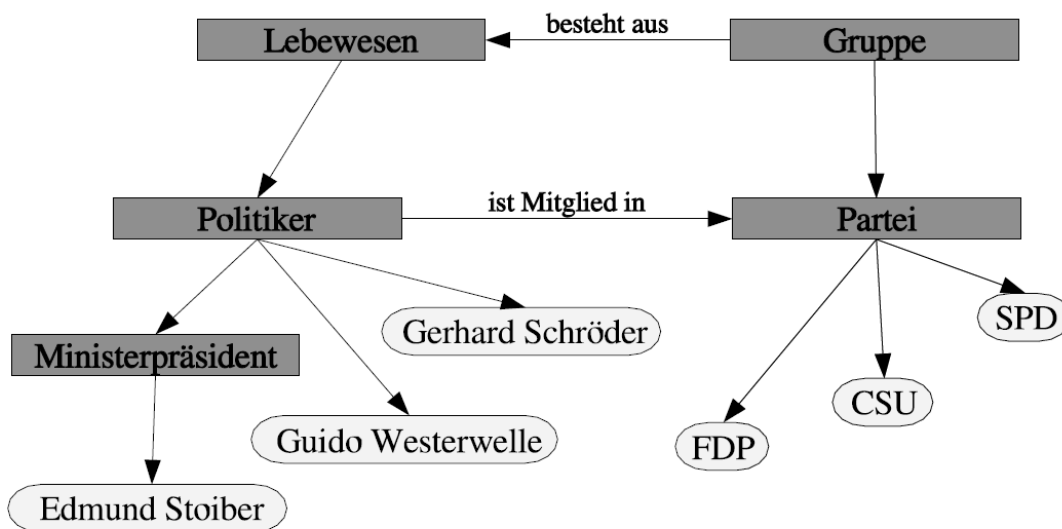 besteht aus
Lebewesen
Gruppe
ist Mitglied in
Politiker
Partei
SPD
Gerhard Schröder
Ministerpräsident
CSU
Guido Westerwelle
FDP
Edmund Stoiber